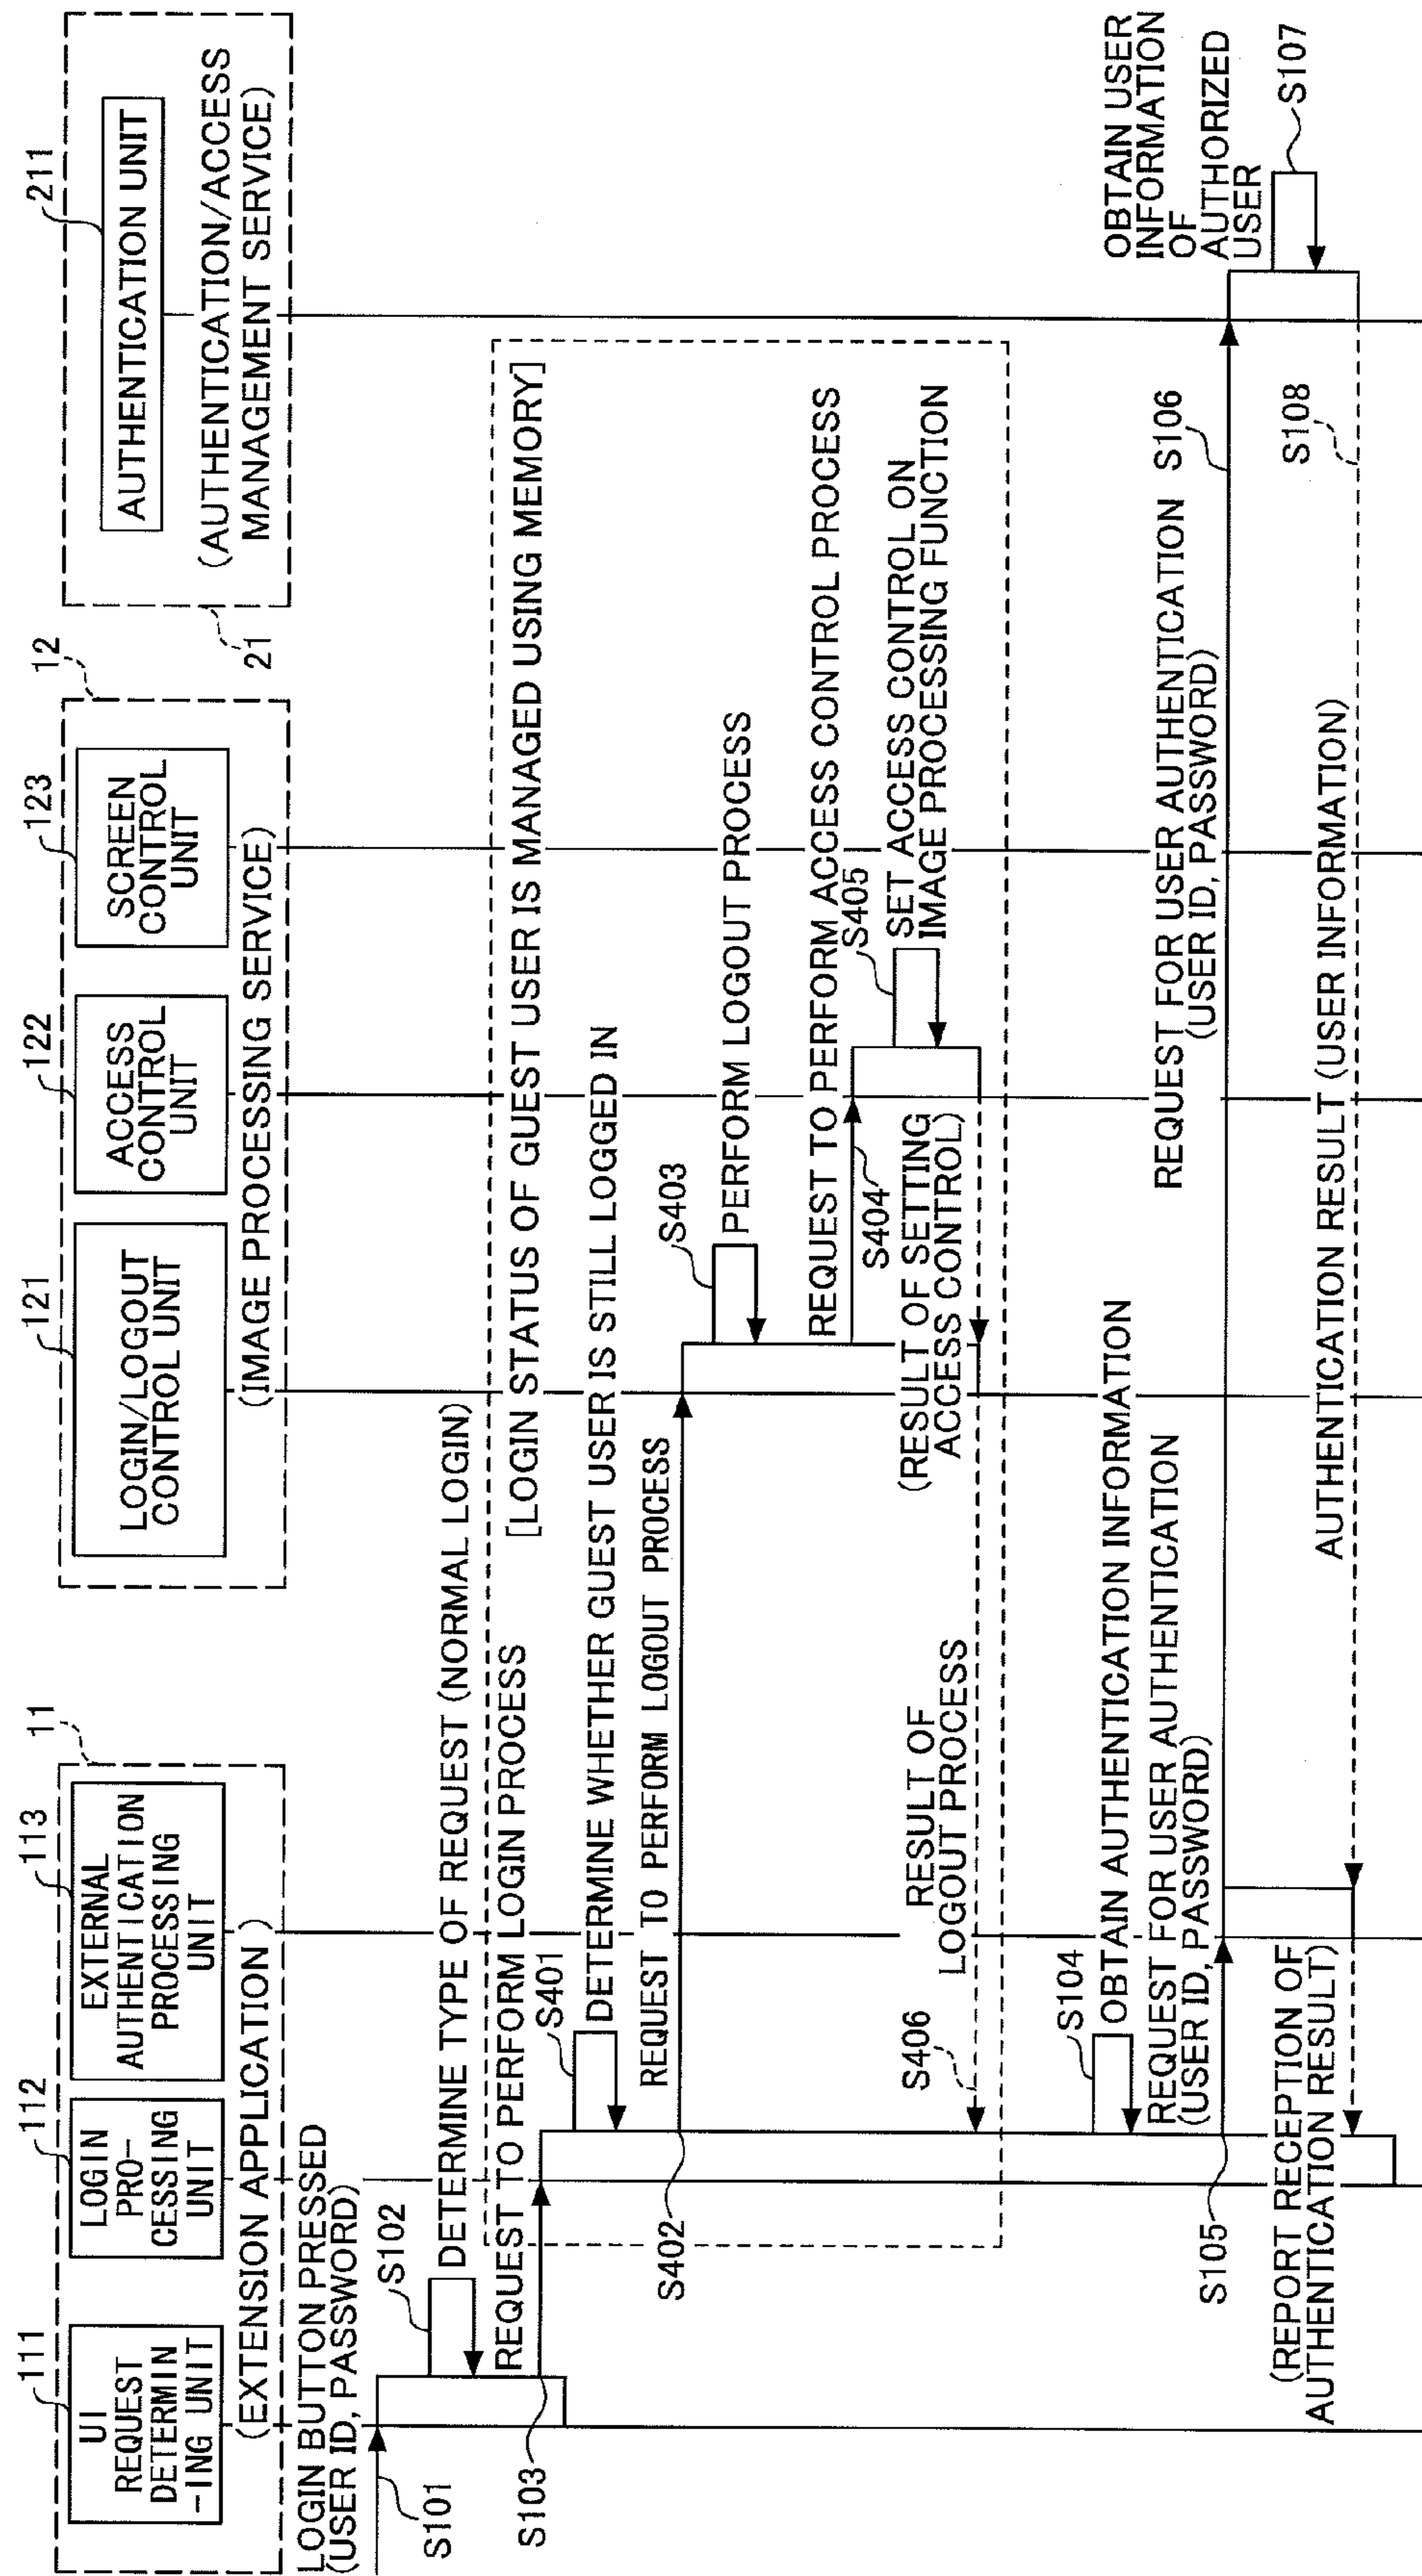 11
111
UI
REQUEST
DETERMIN
-ING UNIT
112
LOGIN
PRO-
CESSING
UNIT
113
EXTERNAL
AUTHENTICATION
PROCESSING
UNIT
(EXTENSION APPLICATION)
12
121
LOGIN/LOGOUT
CONTROL UNIT
122
ACCESS
CONTROL
UNIT
123
SCREEN
CONTROL
UNIT
(IMAGE PROCESSING SERVICE)
21
211
AUTHENTICATION UNIT
(AUTHENTICATION/ACCESS
MANAGEMENT SERVICE)
LOGIN BUTTON PRESSED
(USER ID, PASSWORD)
S101
S102
DETERMINE TYPE OF REQUEST (NORMAL LOGIN)
REQUEST TO PERFORM LOGIN PROCESS
S103
[LOGIN STATUS OF GUEST USER IS MANAGED USING MEMORY]
S401
DETERMINE WHETHER GUEST USER IS STILL LOGGED IN
REQUEST TO PERFORM LOGOUT PROCESS
S402
S403
PERFORM LOGOUT PROCESS
REQUEST TO PERFORM ACCESS CONTROL PROCESS
S404
S405
SET ACCESS CONTROL ON
IMAGE PROCESSING FUNCTION
(RESULT OF SETTING
ACCESS CONTROL)
RESULT OF
LOGOUT PROCESS
S406
S104
OBTAIN AUTHENTICATION INFORMATION
REQUEST FOR USER AUTHENTICATION
(USER ID, PASSWORD)
S105
REQUEST FOR USER AUTHENTICATION
(USER ID, PASSWORD)
S106
OBTAIN USER
INFORMATION
OF
AUTHORIZED
USER
S107
S108
AUTHENTICATION RESULT (USER INFORMATION)
(REPORT RECEPTION OF
AUTHENTICATION RESULT)